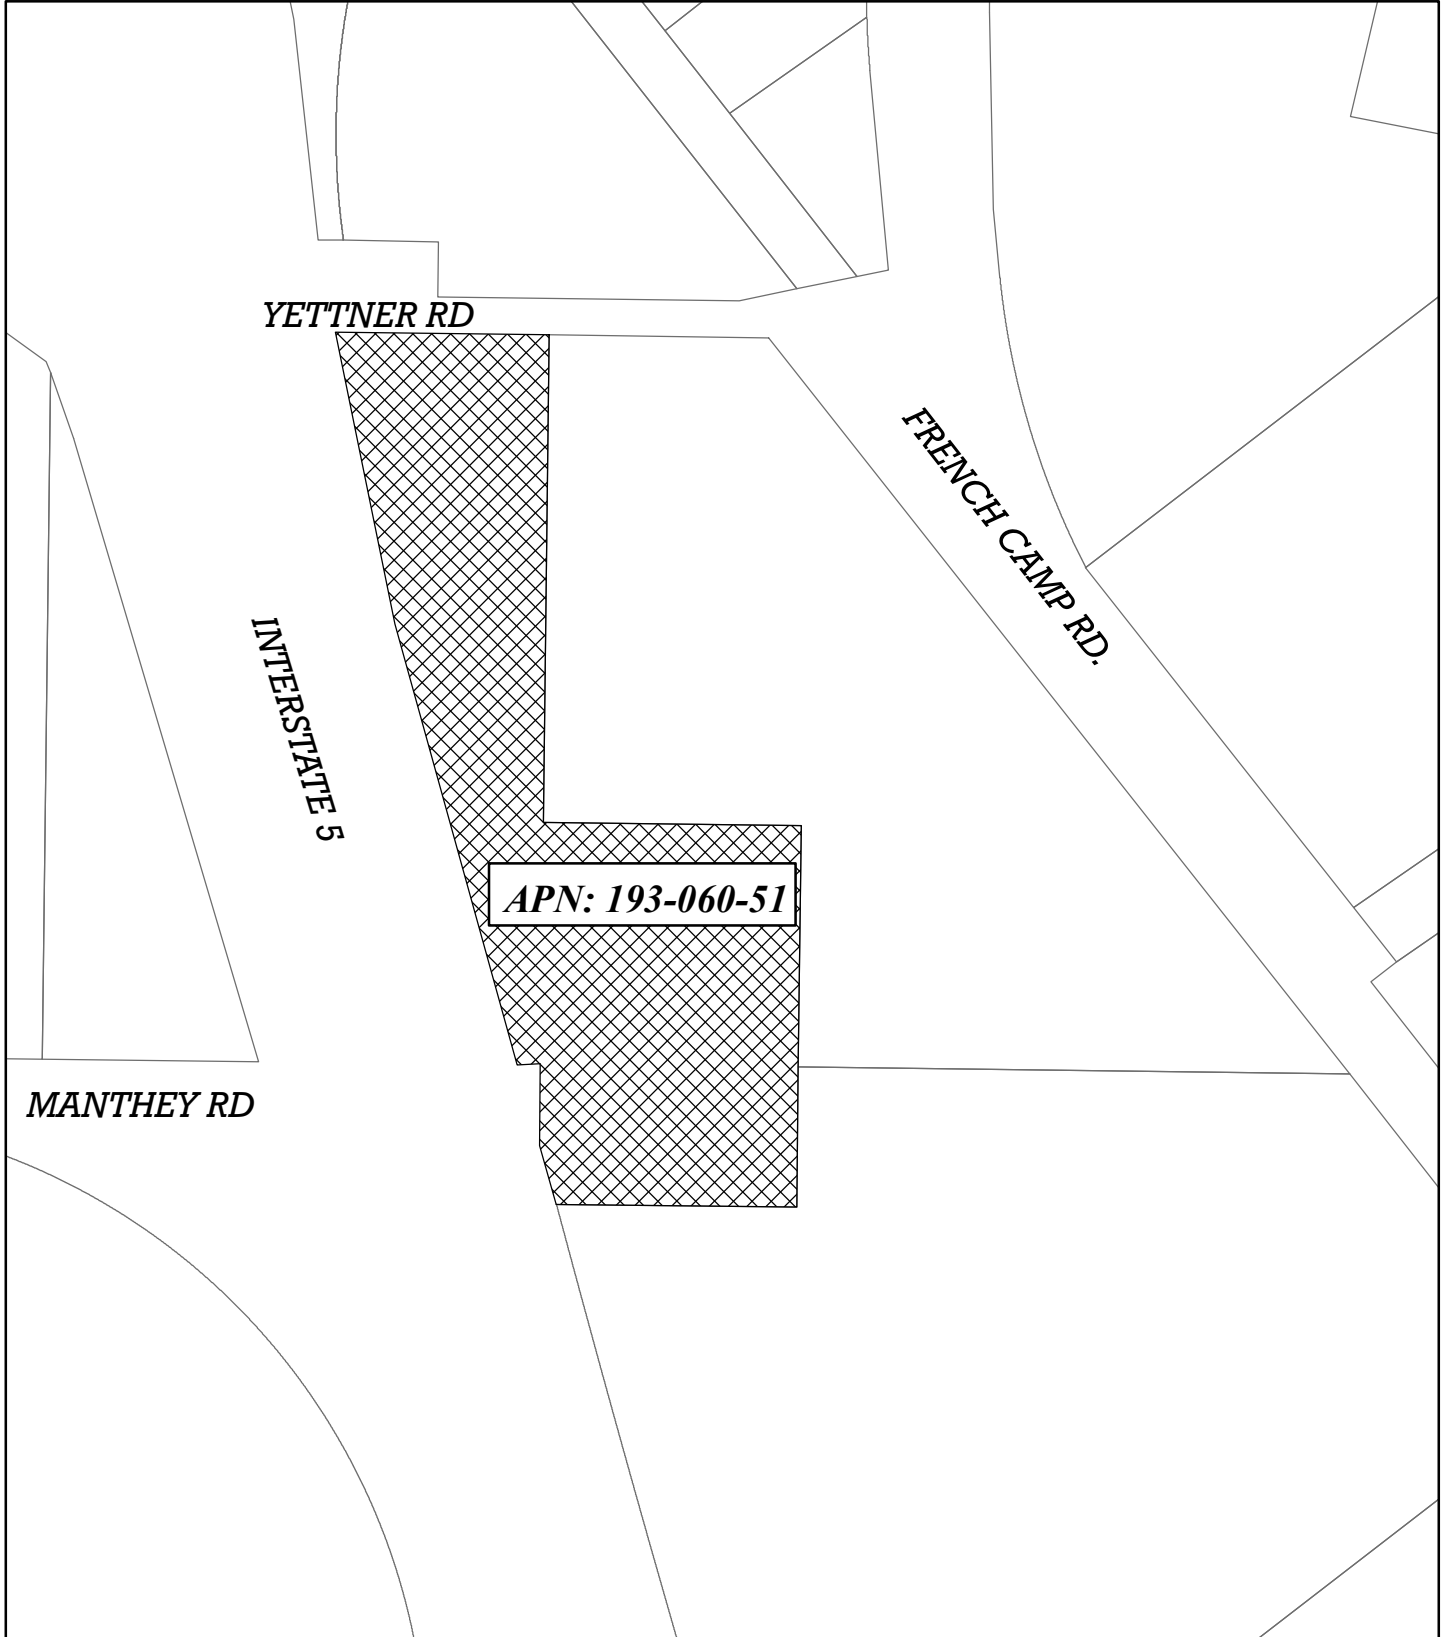 YETTNER RD
FRENCH CAMP RD.
INTERSTATE 5
APN: 193-060-51
MANTHEY RD